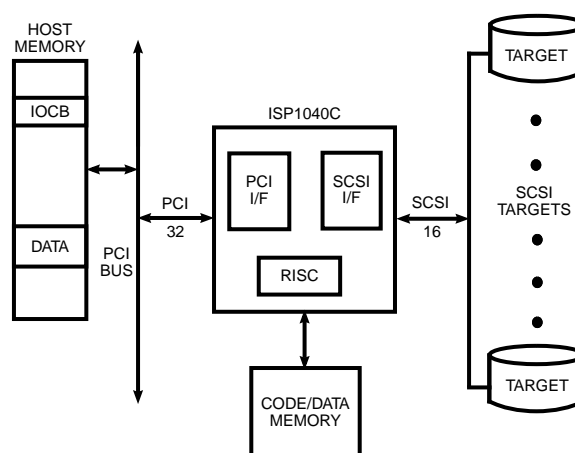 HOST
MEMORY
IOCB
DATA
PCI
BUS
PCI
32
ISP1040C
PCI
I/F
SCSI
I/F
RISC
CODE/DATA
MEMORY
SCSI
16
TARGET
SCSI
TARGETS
TARGET